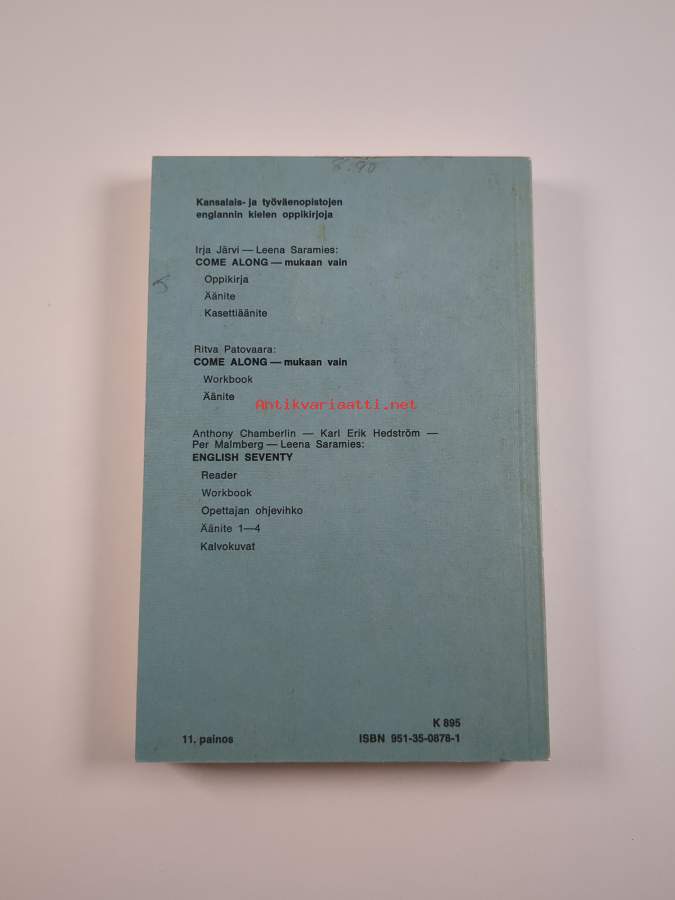 8:90
Kansalais- ja työväenopistojen
englannin kielen oppikirjoja
Irja Järvi — Leena Saramies:
COME ALONG — mukaan vain
Oppikirja
Äänite
Kasettiäänite
Ritva Patovaara:
COME ALONG — mukaan vain
Workbook
Äänite
Antikvariaatti.net
Anthony Chamberlin — Karl Erik Hedström —
Per Malmberg — Leena Saramies:
ENGLISH SEVENTY
Reader
Workbook
Opettajan ohjevihko
Äänite 1—4
Kalvokuvat
K 895
11. painos ISBN 951-35-0878-1